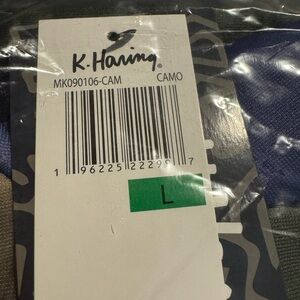 K. Haring
MK090106-CAM CAMO
1 96225 22299 7
L